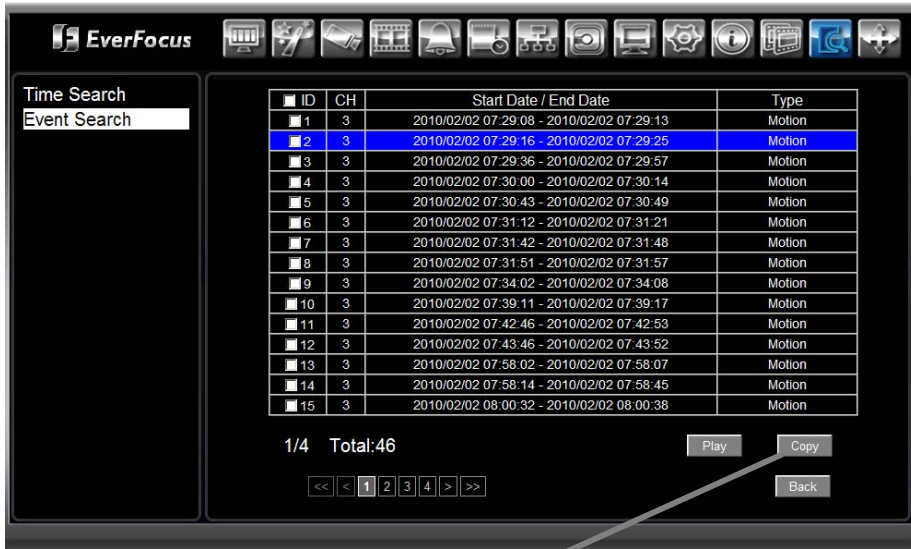 EverFocus
Time Search
Event Search
ID CH Start Date / End Date Type
1 3 2010/02/02 07:29:08 - 2010/02/02 07:29:13 Motion
2 3 2010/02/02 07:29:16 - 2010/02/02 07:29:25 Motion
3 3 2010/02/02 07:29:36 - 2010/02/02 07:29:57 Motion
4 3 2010/02/02 07:30:00 - 2010/02/02 07:30:14 Motion
5 3 2010/02/02 07:30:43 - 2010/02/02 07:30:49 Motion
6 3 2010/02/02 07:31:12 - 2010/02/02 07:31:21 Motion
7 3 2010/02/02 07:31:42 - 2010/02/02 07:31:48 Motion
8 3 2010/02/02 07:31:51 - 2010/02/02 07:31:57 Motion
9 3 2010/02/02 07:34:02 - 2010/02/02 07:34:08 Motion
10 3 2010/02/02 07:39:11 - 2010/02/02 07:39:17 Motion
11 3 2010/02/02 07:42:46 - 2010/02/02 07:42:53 Motion
12 3 2010/02/02 07:43:46 - 2010/02/02 07:43:52 Motion
13 3 2010/02/02 07:58:02 - 2010/02/02 07:58:07 Motion
14 3 2010/02/02 07:58:14 - 2010/02/02 07:58:45 Motion
15 3 2010/02/02 08:00:32 - 2010/02/02 08:00:38 Motion
1/4 Total:46 Play Copy
<< < 1 2 3 4 > >> Back